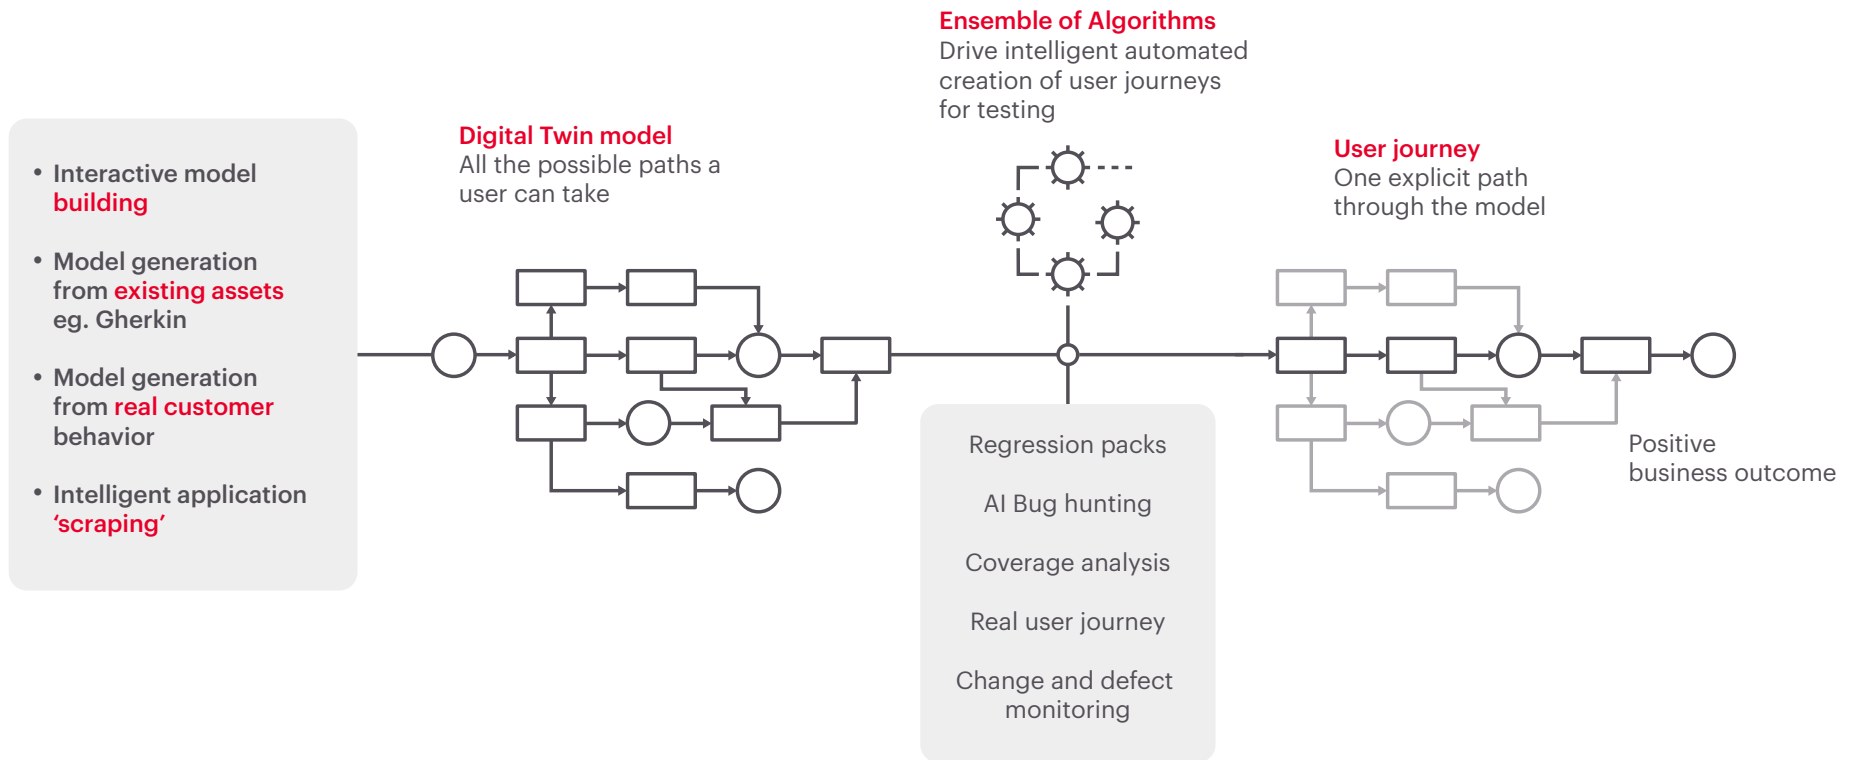 • Interactive model
building
• Model generation
from existing assets
eg. Gherkin
• Model generation
from real customer
behavior
• Intelligent application
‘scraping’
Digital Twin model
All the possible paths a
user can take
Ensemble of Algorithms
Drive intelligent automated
creation of user journeys
for testing
Regression packs
AI Bug hunting
Coverage analysis
Real user journey
Change and defect
monitoring
User journey
One explicit path
through the model
Positive
business outcome